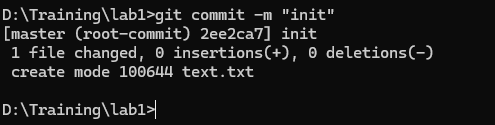 D:\Training\lab1>git commit -m "init"
[master (root-commit) 2ee2ca7] init
 1 file changed, 0 insertions(+), 0 deletions(-)
 create mode 100644 text.txt
D:\Training\lab1>